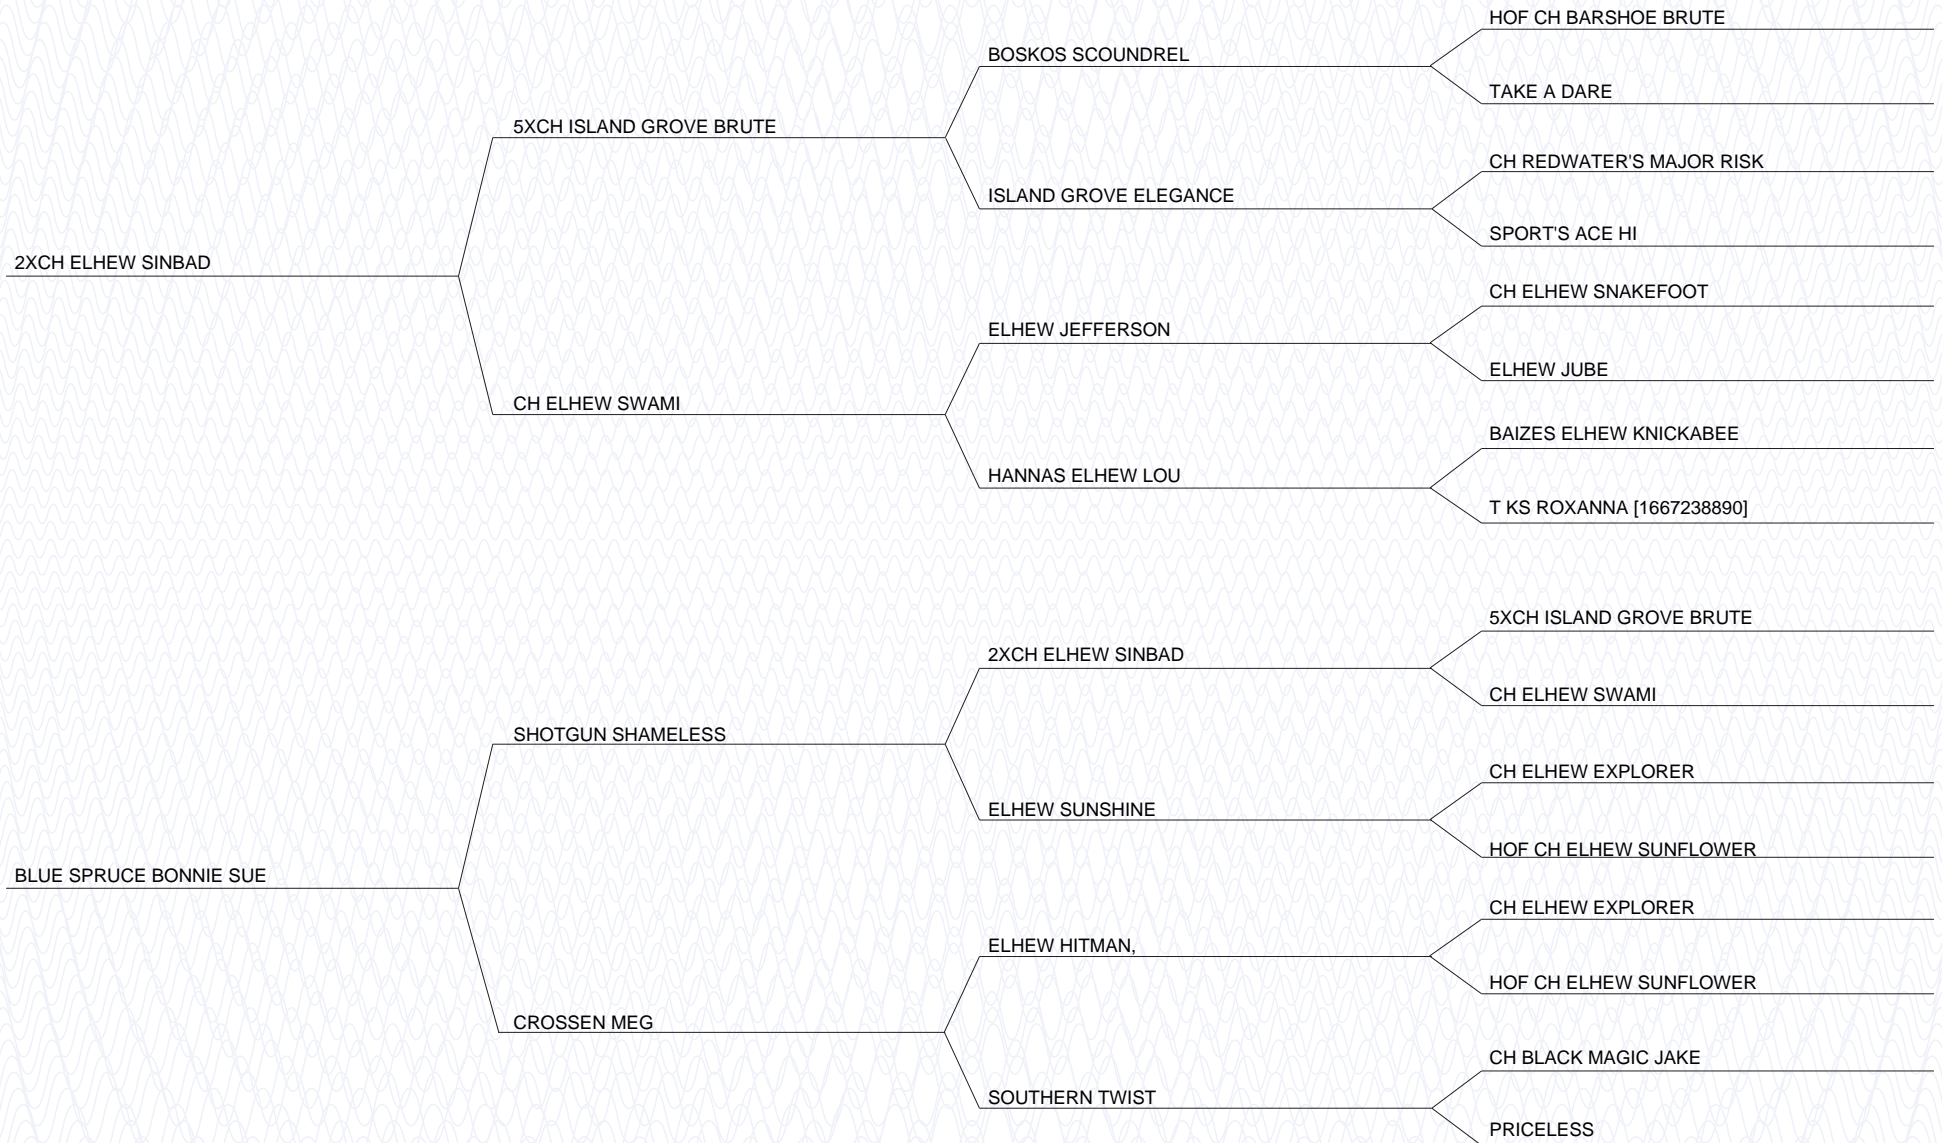 HOF CH BARSHOE BRUTE
BOSKOS SCOUNDREL
TAKE A DARE
5XCH ISLAND GROVE BRUTE
CH REDWATER'S MAJOR RISK
ISLAND GROVE ELEGANCE
SPORT'S ACE HI
2XCH ELHEW SINBAD
CH ELHEW SNAKEFOOT
ELHEW JEFFERSON
ELHEW JUBE
CH ELHEW SWAMI
BAIZES ELHEW KNICKABEE
HANNAS ELHEW LOU
T KS ROXANNA [1667238890]
5XCH ISLAND GROVE BRUTE
2XCH ELHEW SINBAD
CH ELHEW SWAMI
SHOTGUN SHAMELESS
CH ELHEW EXPLORER
ELHEW SUNSHINE
HOF CH ELHEW SUNFLOWER
BLUE SPRUCE BONNIE SUE
CH ELHEW EXPLORER
ELHEW HITMAN,
HOF CH ELHEW SUNFLOWER
CROSSEN MEG
CH BLACK MAGIC JAKE
SOUTHERN TWIST
PRICELESS